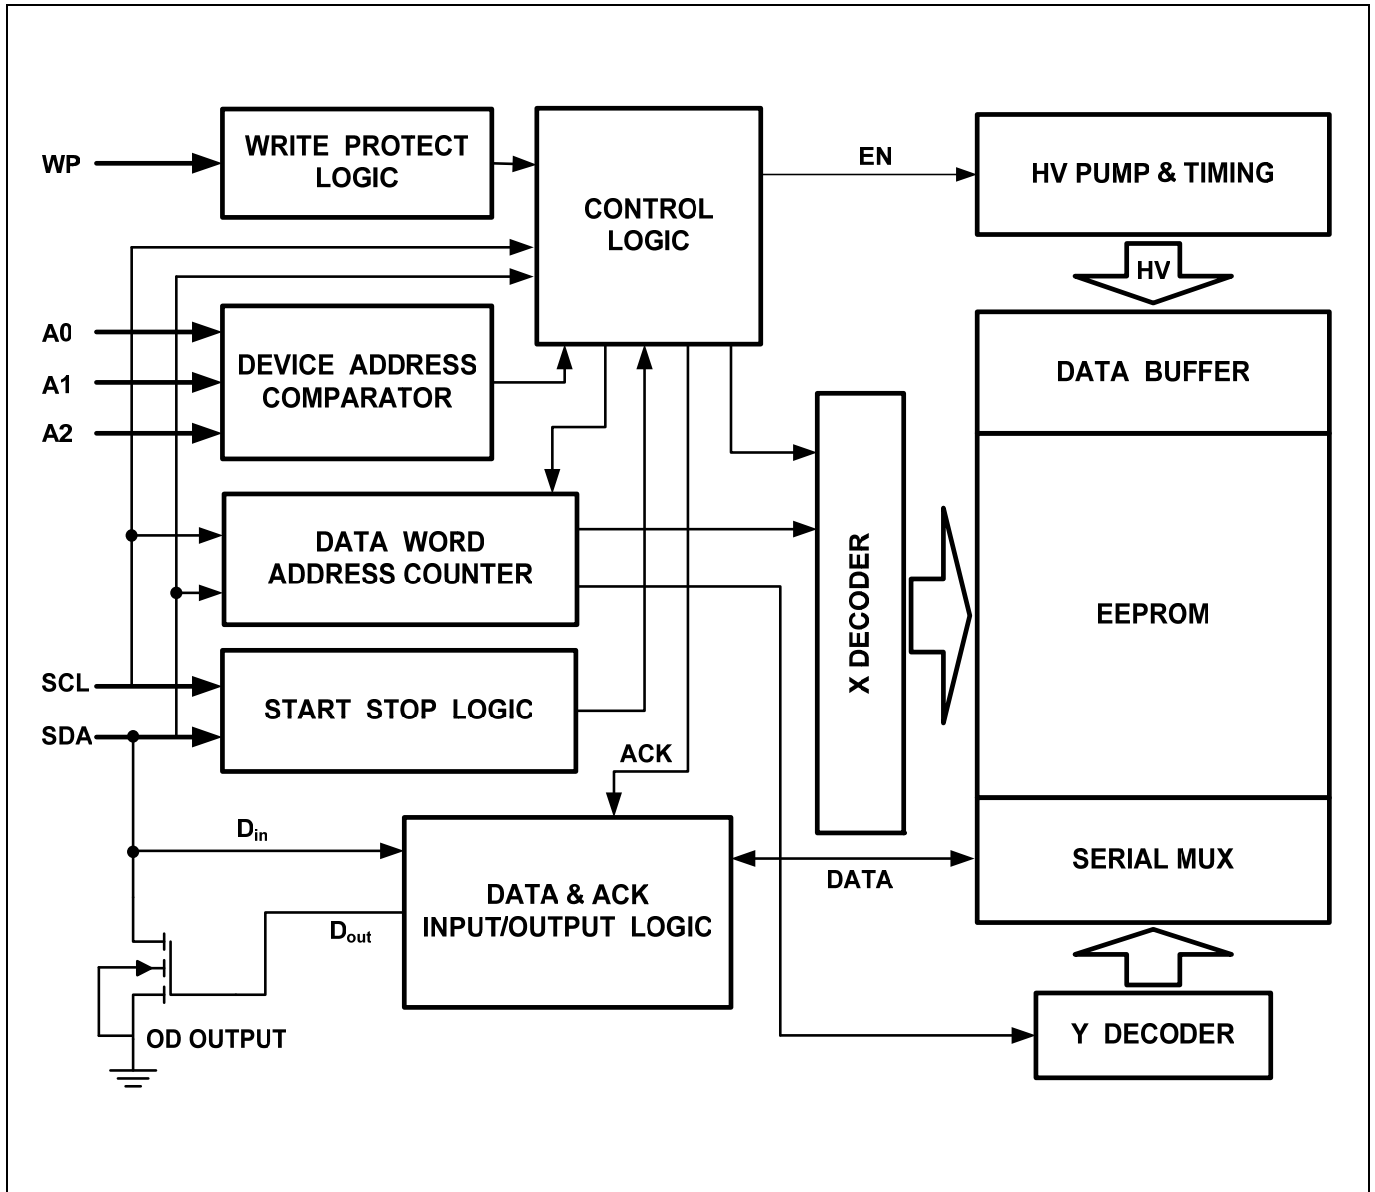 WP
WRITE PROTECT
LOGIC
CONTROL
LOGIC
EN
HV PUMP & TIMING
HV
A0
A1
A2
DEVICE ADDRESS
COMPARATOR
DATA BUFFER
DATA WORD
ADDRESS COUNTER
X DECODER
EEPROM
SCL
SDA
START STOP LOGIC
ACK
Din
DATA & ACK
INPUT/OUTPUT LOGIC
Dout
DATA
SERIAL MUX
OD OUTPUT
Y DECODER